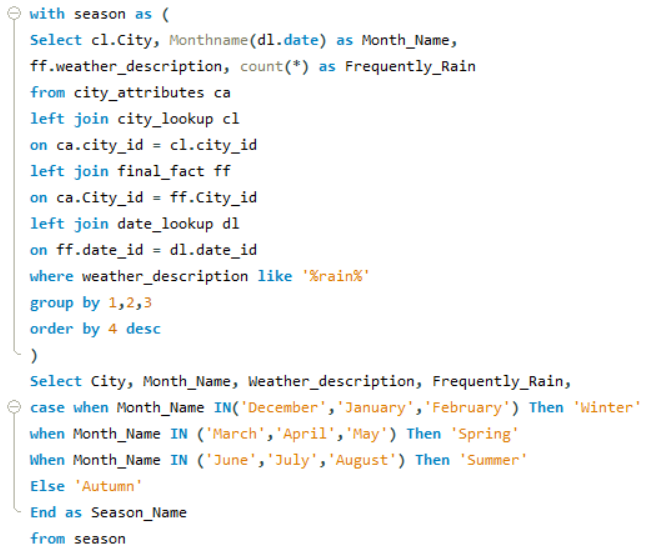 with season as (
Select cl.City, Monthname(dl.date) as Month_Name,
ff.weather_description, count(*) as Frequently_Rain
from city_attributes ca
left join city_lookup cl
on ca.city_id = cl.city_id
left join final_fact ff
on ca.City_id = ff.City_id
left join date_lookup dl
on ff.date_id = dl.date_id
where weather_description like '%rain%'
group by 1,2,3
order by 4 desc
)
Select City, Month_Name, Weather_description, Frequently_Rain,
case when Month_Name IN('December','January','February') Then 'Winter'
when Month_Name IN ('March','April','May') Then 'Spring'
When Month_Name IN ('June','July','August') Then 'Summer'
Else 'Autumn'
End as Season_Name
from season